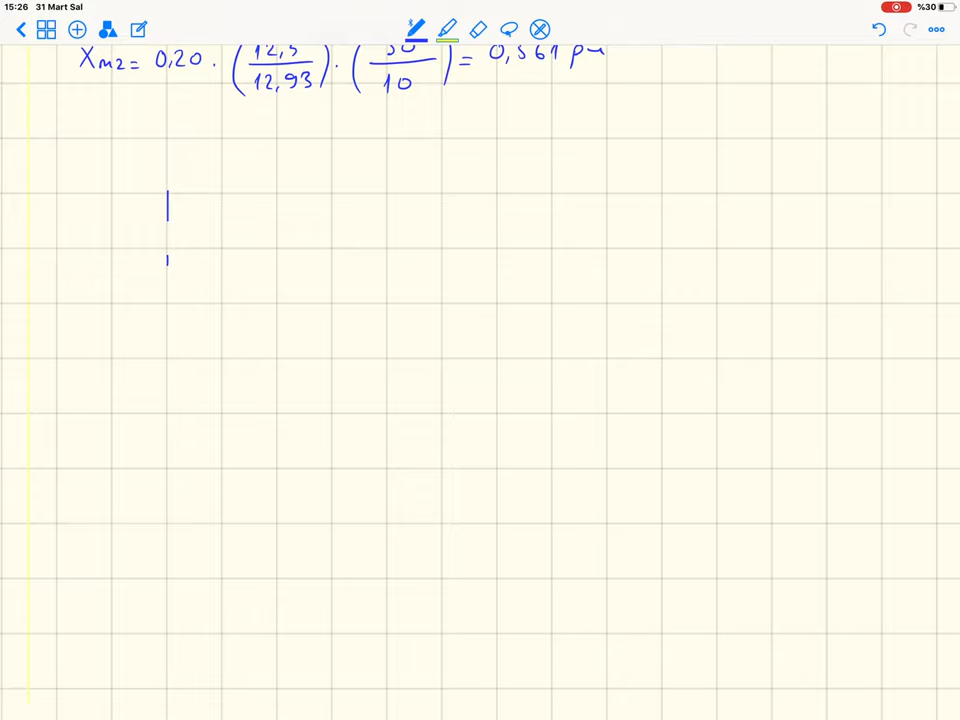 15:26 31 Mart Sal %30
Xm2 = 0,20 . (12,5 / 12,93) . (30 / 10) = 0,561 pu